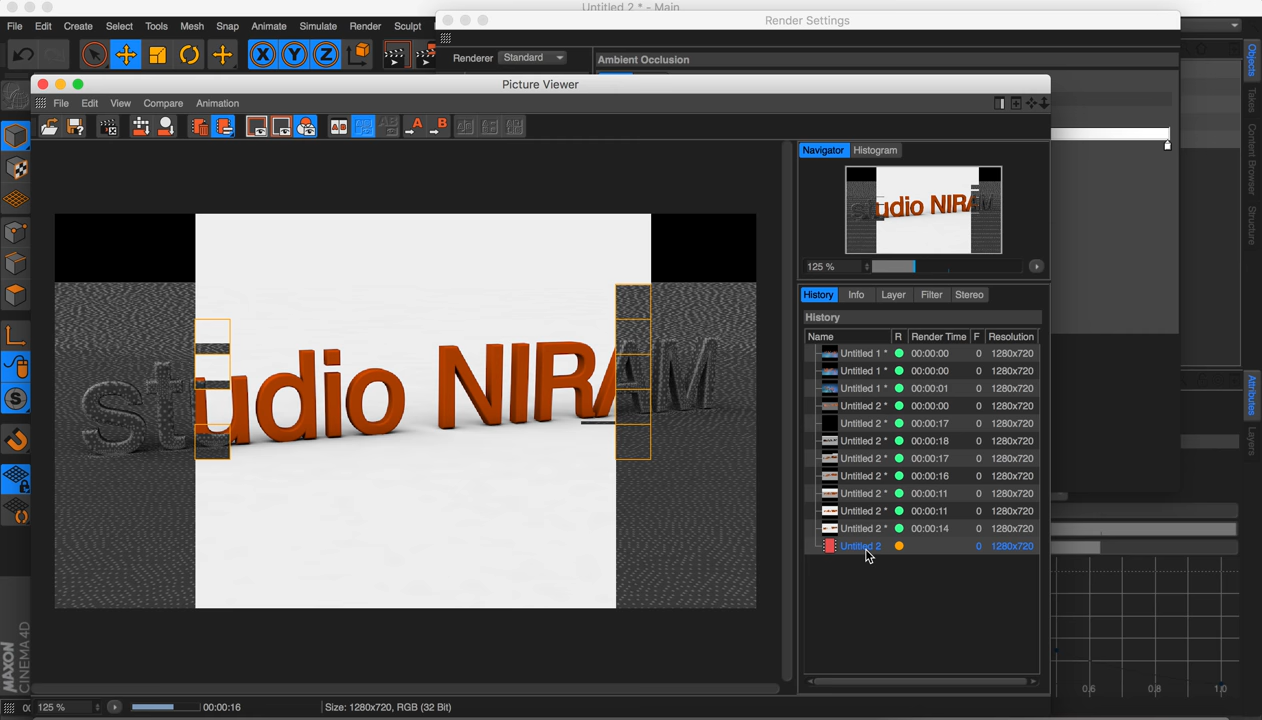 Untitled 2 * - Main
Render Settings
File Edit Create Select Tools Mesh Snap Animate Simulate Render Sculpt
Renderer Standard
Ambient Occlusion
Picture Viewer
File Edit View Compare Animation
X Y Z
AB
A B
Navigator Histogram
studio NIRAM
125 %
History Info Layer Filter Stereo
History
Name R Render Time F Resolution
Untitled 1 * 00:00:00 0 1280x720
Untitled 1 * 00:00:00 0 1280x720
Untitled 1 * 00:00:01 0 1280x720
Untitled 2 * 00:00:00 0 1280x720
Untitled 2 * 00:00:17 0 1280x720
Untitled 2 * 00:00:18 0 1280x720
Untitled 2 * 00:00:17 0 1280x720
Untitled 2 * 00:00:16 0 1280x720
Untitled 2 * 00:00:11 0 1280x720
Untitled 2 * 00:00:11 0 1280x720
Untitled 2 * 00:00:14 0 1280x720
Untitled 2 0 1280x720
studio NIRAM
S
MAXON
CINEMA 4D
Objects
Takes
Content Browser
Structure
Attributes
Layers
0.6 0.8 1.0
125 % 00:00:16 Size: 1280x720, RGB (32 Bit)